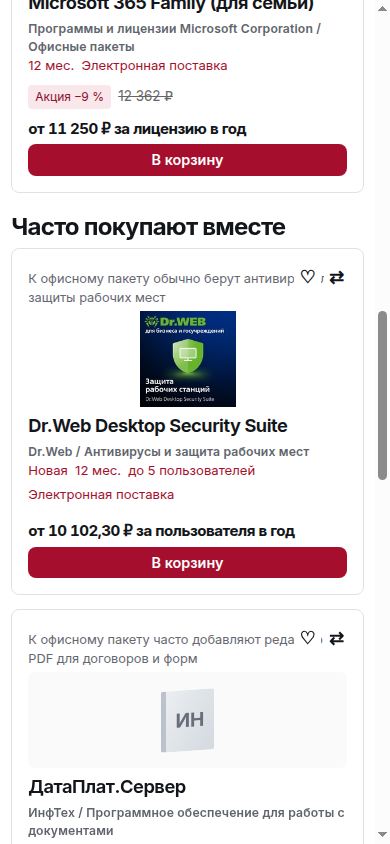 Microsoft 365 Family (для семьи)
Программы и лицензии Microsoft Corporation /
Офисные пакеты
12 мес. Электронная поставка
Акция −9 % 12 362 ₽
от 11 250 ₽ за лицензию в год
В корзину
Часто покупают вместе
К офисному пакету обычно берут антивир
защиты рабочих мест
Dr.WEB
для бизнеса и госучреждений
Защита
рабочих станций
Dr.Web Desktop Security Suite
Dr.Web Desktop Security Suite
Dr.Web / Антивирусы и защита рабочих мест
Новая 12 мес. до 5 пользователей
Электронная поставка
от 10 102,30 ₽ за пользователя в год
В корзину
К офисному пакету часто добавляют реда
PDF для договоров и форм
ИН
ДатаПлат.Сервер
ИнфТех / Программное обеспечение для работы с
документами